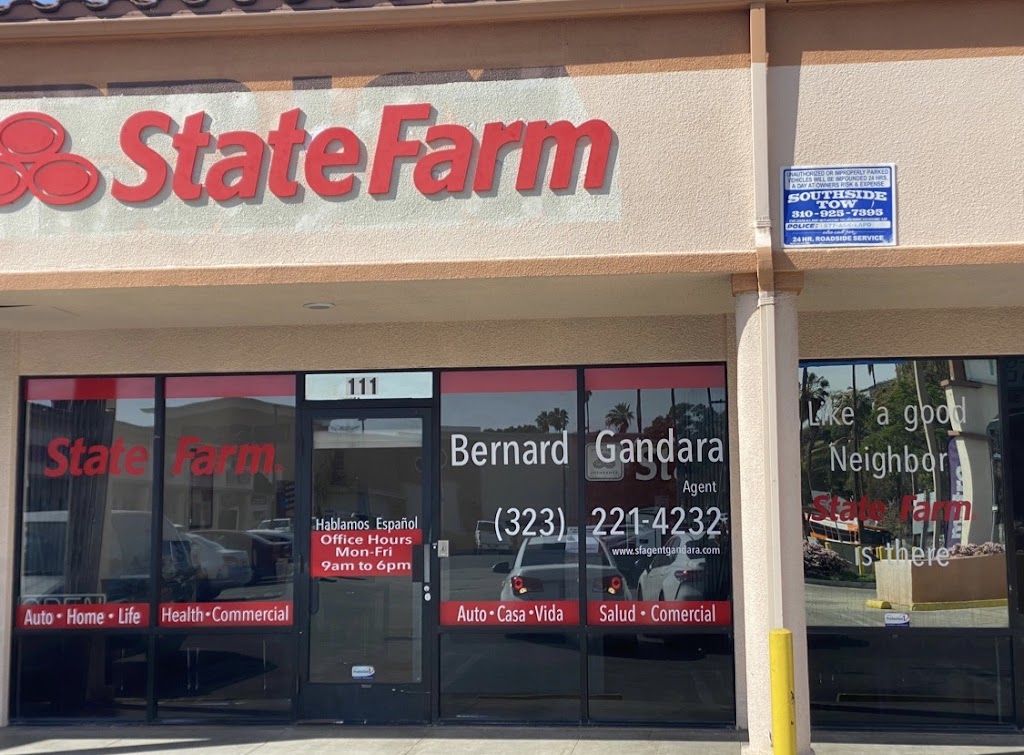 State Farm
UNAUTHORIZED OR IMPROPERLY PARKED
VEHICLES WILL BE IMPOUNDED 24 HRS.
A DAY AT OWNERS RISK & EXPENSE
SOUTHSIDE
TOW
310-925-7395
POLICE:
24 HR. ROADSIDE SERVICE
111
State Farm
Hablamos Español
Office Hours
Mon-Fri
9am to 6pm
Auto • Home • Life
Health • Commercial
Bernard Gandara
Agent
(323) 221-4232
www.sfagentgandara.com
Auto • Casa • Vida
Salud • Comercial
Like a good
Neighbor
State Farm
is there
OPEN